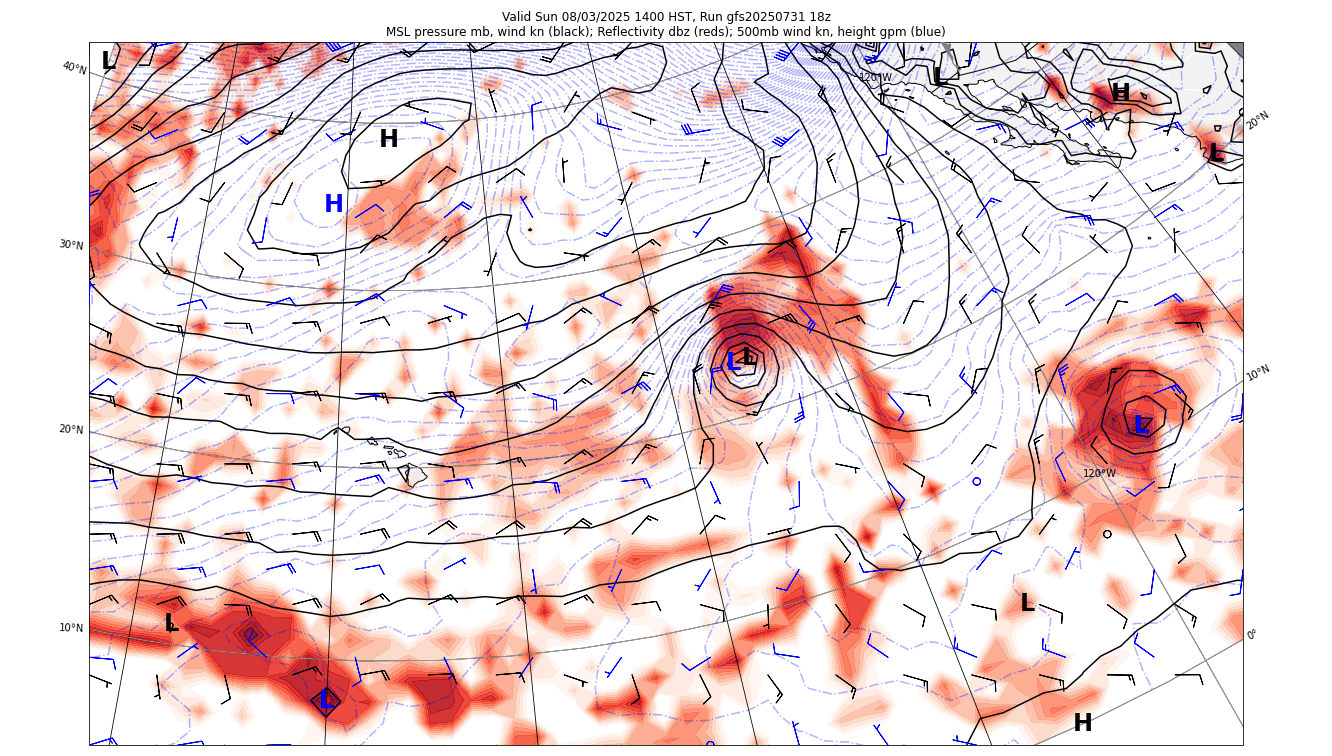 Valid Sun 08/03/2025 1400 HST, Run gfs20250731 18z
MSL pressure mb, wind kn (black); Reflectivity dbz (reds); 500mb wind kn, height gpm (blue)
L
40°N
120°W
L
H
20°N
H
L
H
30°N
L
L
10°N
20°N
L
120°W
L
L
10°N
0°
L
H